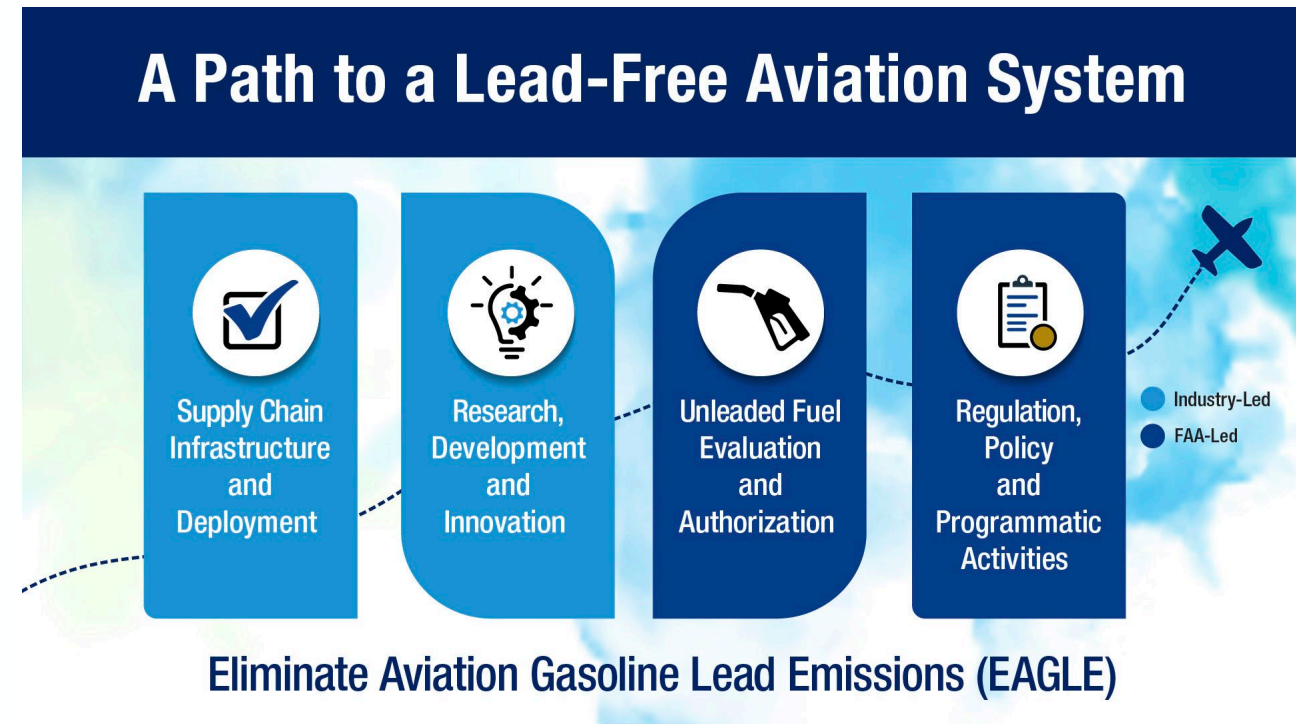 A Path to a Lead-Free Aviation System
Supply Chain
Infrastructure
and
Deployment
Research,
Development
and
Innovation
Unleaded Fuel
Evaluation
and
Authorization
Regulation,
Policy
and
Programmatic
Activities
Industry-Led
FAA-Led
Eliminate Aviation Gasoline Lead Emissions (EAGLE)